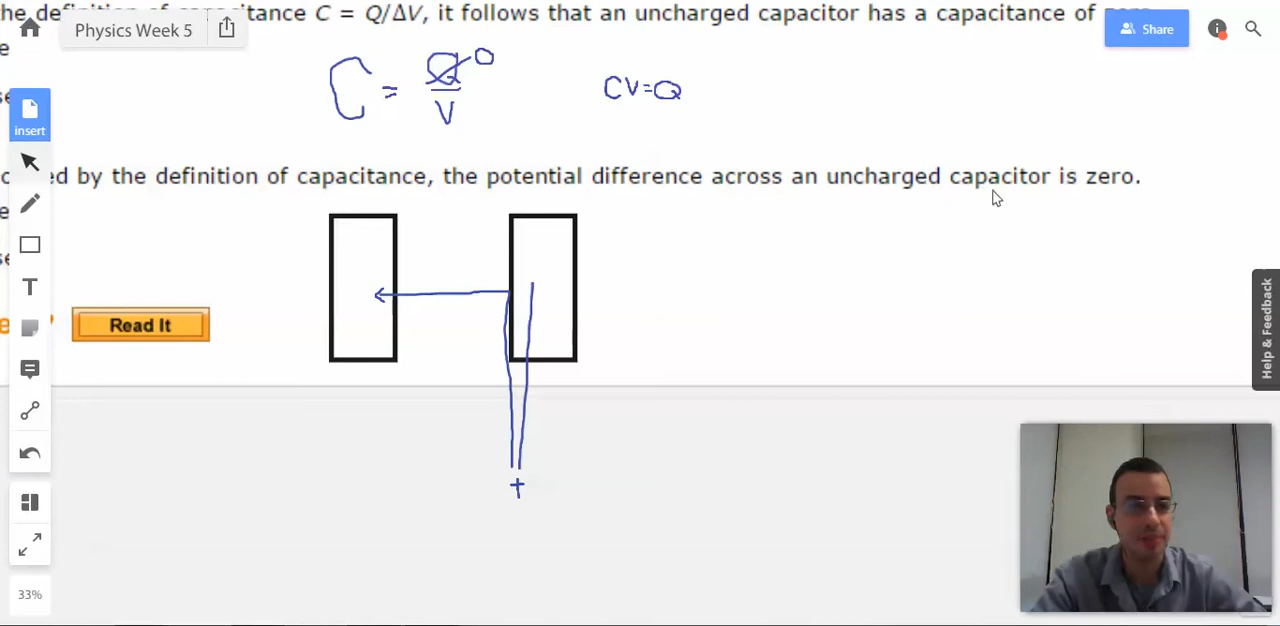 the definition of capacitance C = Q/ΔV, it follows that an uncharged capacitor has a capacitance of zero
e
Physics Week 5
Share
C = Q/V 0
CV=Q
insert
by the definition of capacitance, the potential difference across an uncharged capacitor is zero.
e
T
Read It
Help & Feedback
+
33%